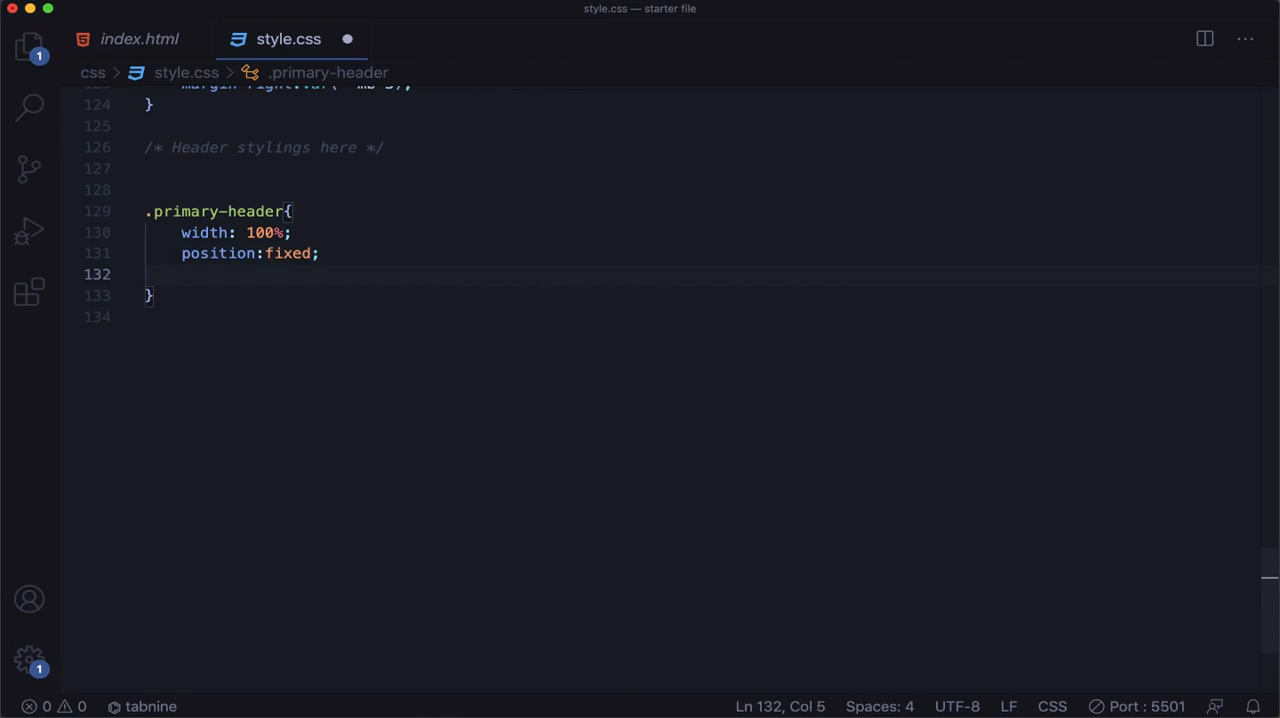 style.css — starter file
index.html
style.css
1
css > style.css > .primary-header
124 }
125
126 /* Header stylings here */
127
128
129 .primary-header{
130 width: 100%;
131 position:fixed;
132
133 }
134
1
0 0 tabnine Ln 132, Col 5 Spaces: 4 UTF-8 LF CSS Port : 5501